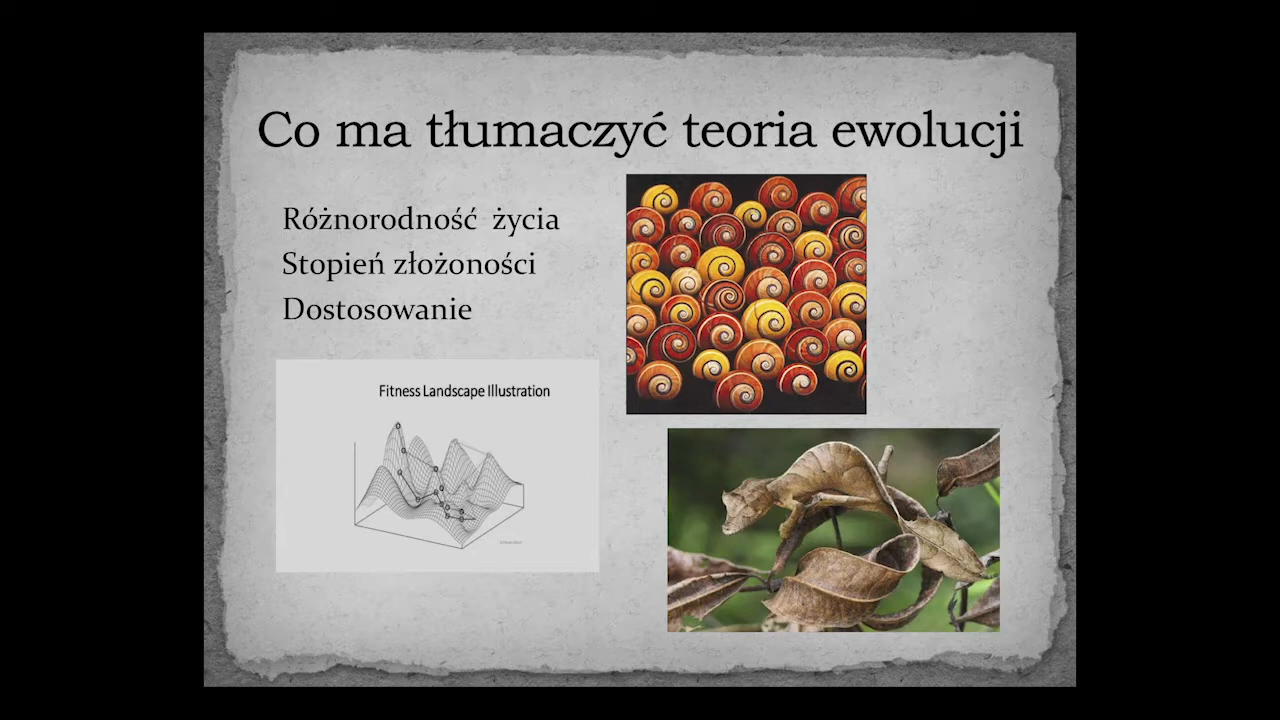 Co ma tłumaczyć teoria ewolucji
Różnorodność życia
Stopień złożoności
Dostosowanie
Fitness Landscape Illustration